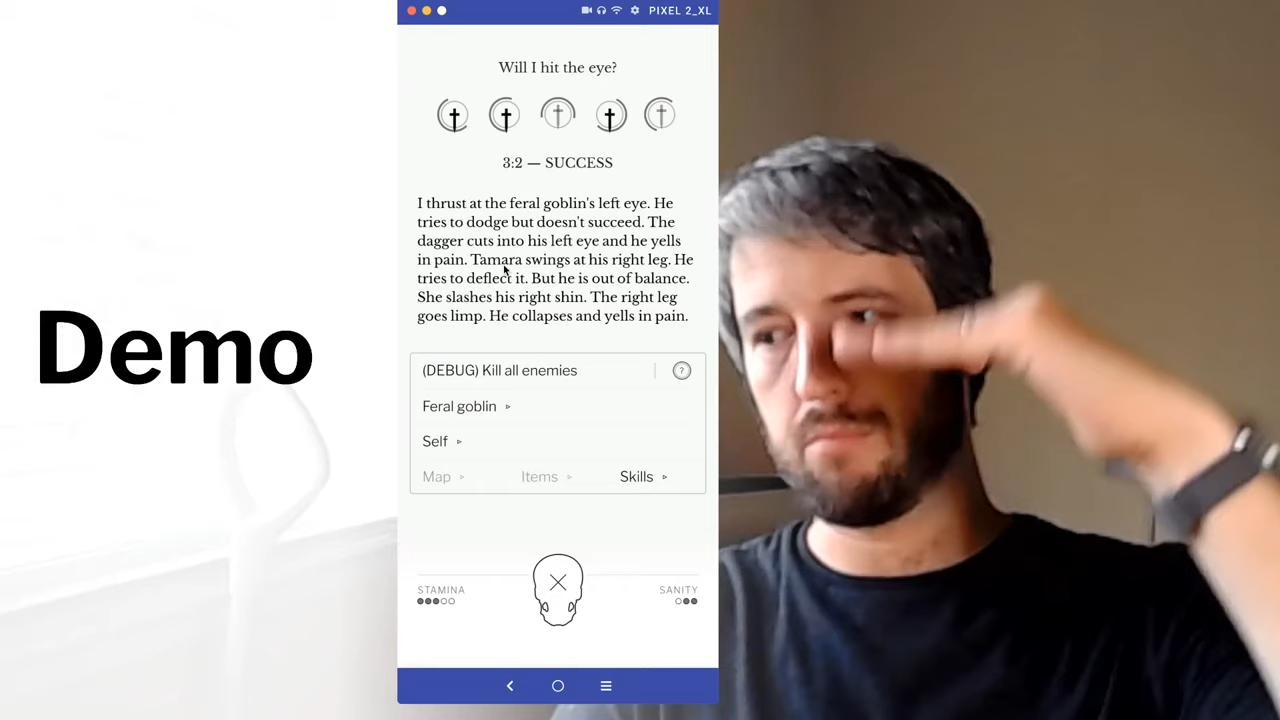 PIXEL 2_XL
Will I hit the eye?
3:2 — SUCCESS
I thrust at the feral goblin's left eye. He
tries to dodge but doesn't succeed. The
dagger cuts into his left eye and he yells
in pain. Tamara swings at his right leg. He
tries to deflect it. But he is out of balance.
She slashes his right shin. The right leg
goes limp. He collapses and yells in pain.
(DEBUG) Kill all enemies
?
Feral goblin
Self
Map Items Skills
STAMINA SANITY
Demo